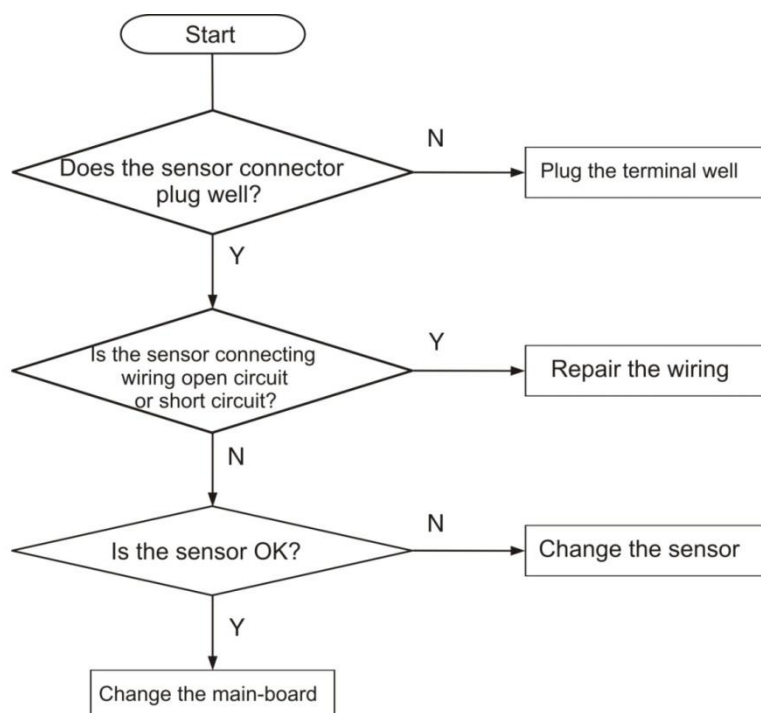 Start
Does the sensor connector
plug well?
N
Plug the terminal well
Y
Is the sensor connecting
wiring open circuit
or short circuit?
Y
Repair the wiring
N
Is the sensor OK?
N
Change the sensor
Y
Change the main-board